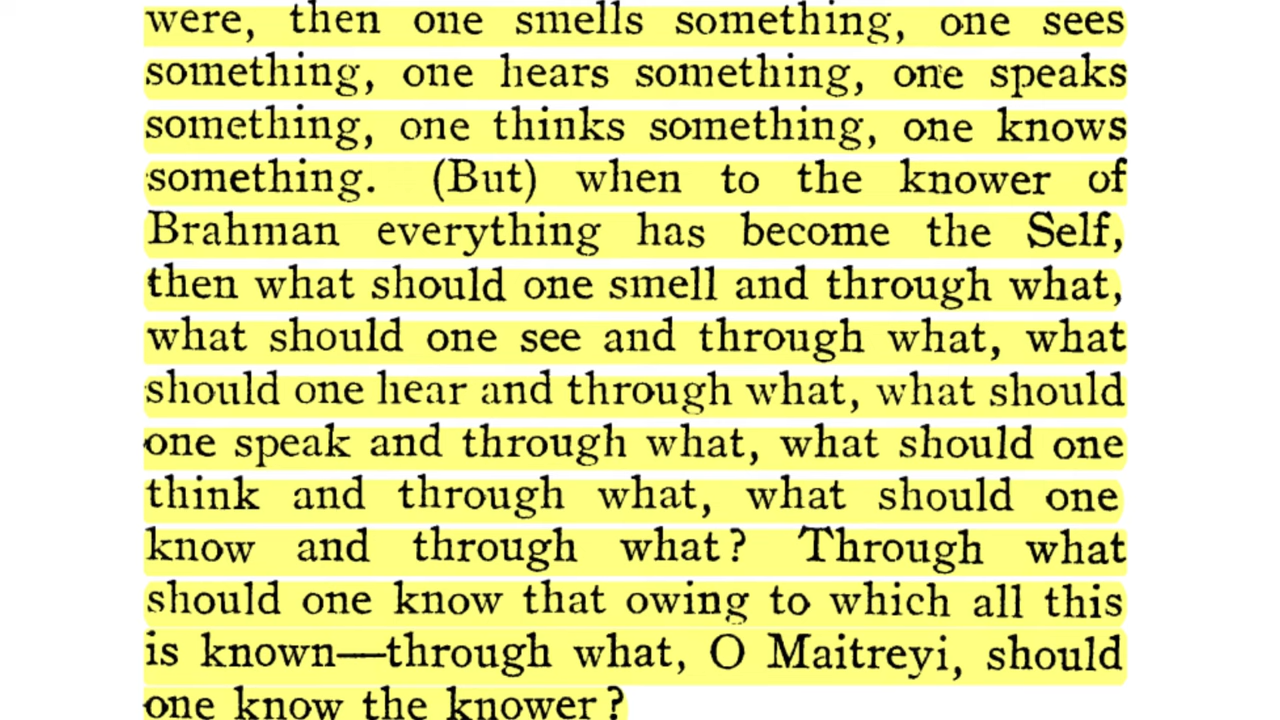 were, then one smells something, one sees
something, one hears something, one speaks
something, one thinks something, one knows
something. (But) when to the knower of
Brahman everything has become the Self,
then what should one smell and through what,
what should one see and through what, what
should one hear and through what, what should
one speak and through what, what should one
think and through what, what should one
know and through what? Through what
should one know that owing to which all this
is known—through what, O Maitreyi, should
one know the knower?